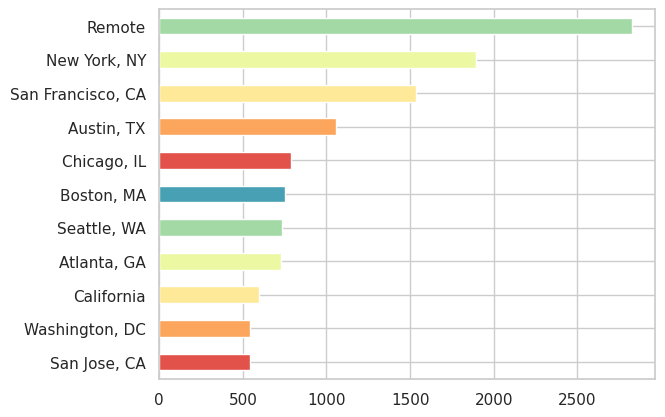 Remote
New York, NY
San Francisco, CA
Austin, TX
Chicago, IL
Boston, MA
Seattle, WA
Atlanta, GA
California
Washington, DC
San Jose, CA
0 500 1000 1500 2000 2500